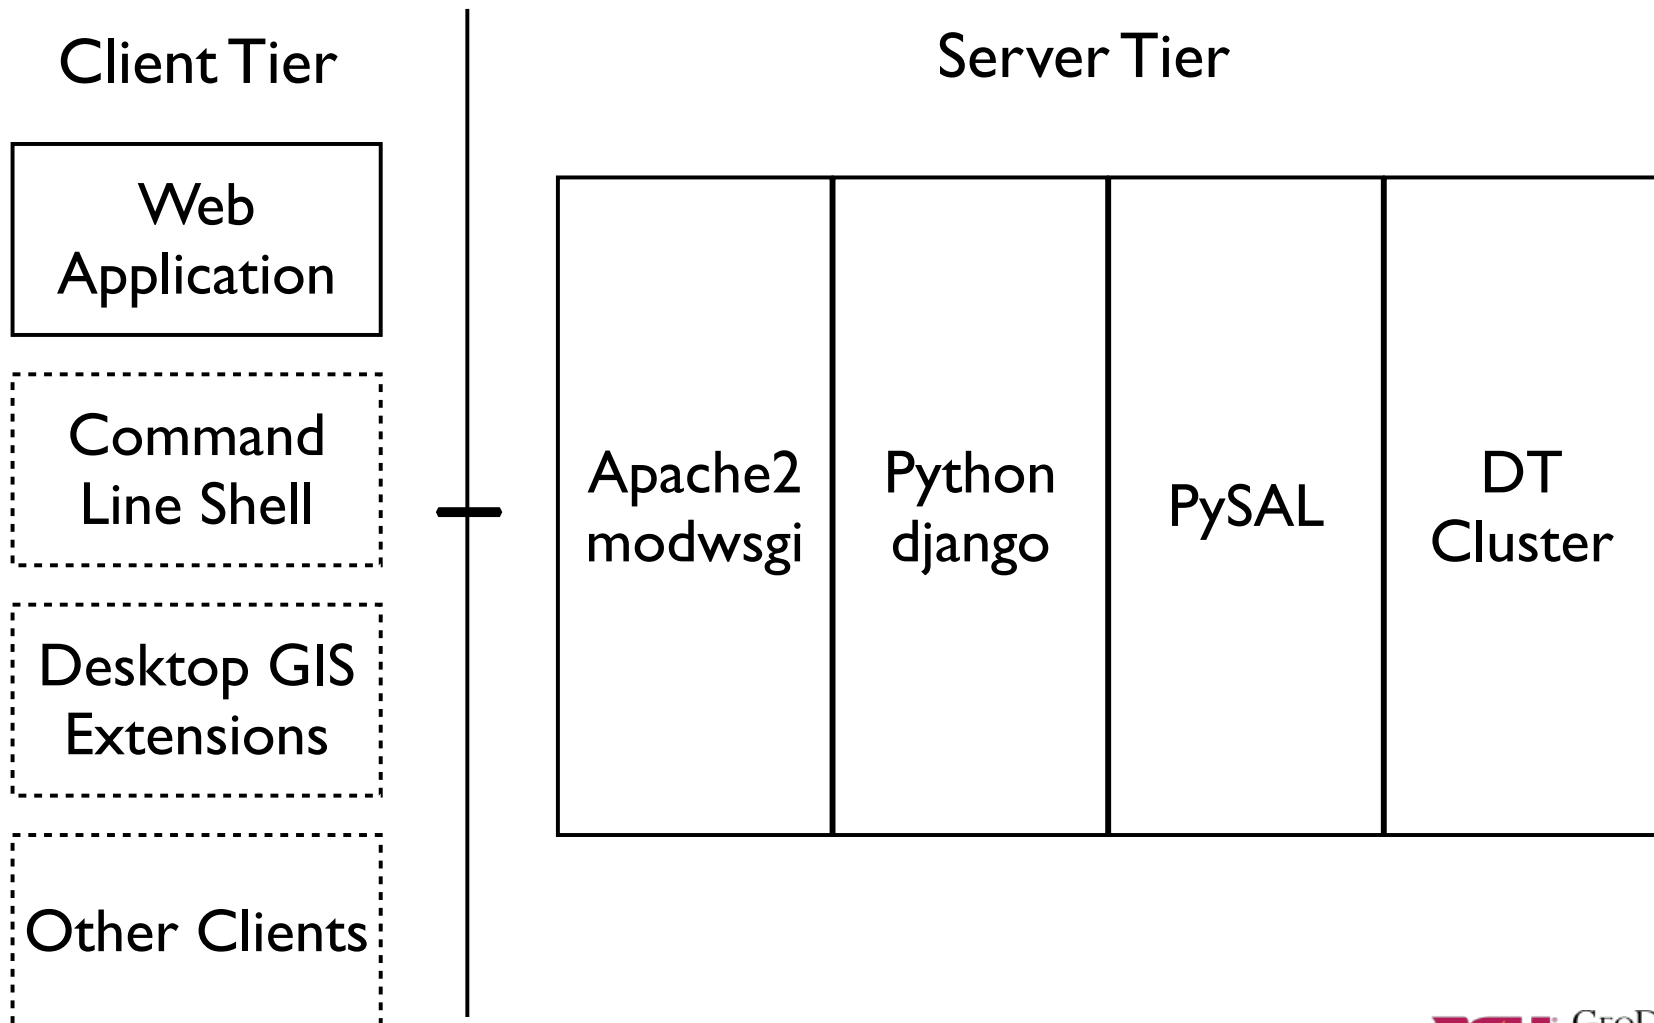 Client Tier
Server Tier
Web
Application
Command
Line Shell
Desktop GIS
Extensions
Other Clients
Apache2
modwsgi
Python
django
PySAL
DT
Cluster